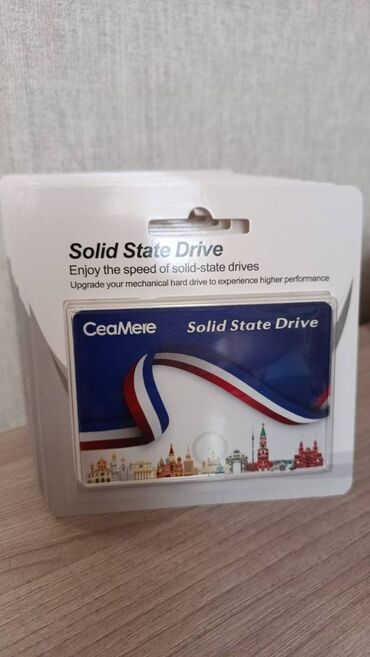 Solid State Drive
Enjoy the speed of solid-state drives
Upgrade your mechanical hard drive to experience higher performance
CeaMere Solid State Drive